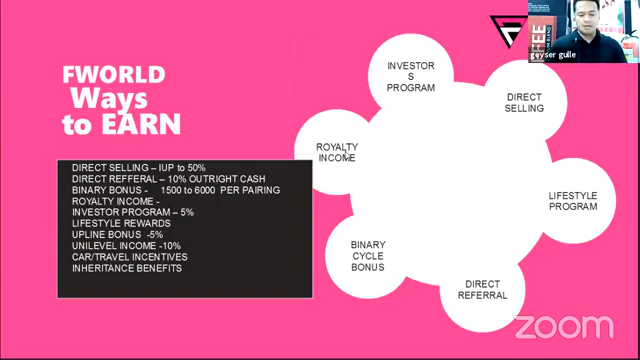 FWORLD
Ways
to EARN
DIRECT SELLING – IUP to 50%
DIRECT REFFERAL – 10% OUTRIGHT CASH
BINARY BONUS - 1500 to 6000 PER PAIRING
ROYALTY INCOME -
INVESTOR PROGRAM – 5%
LIFESTYLE REWARDS
UPLINE BONUS -5%
UNILEVEL INCOME -10%
CAR/TRAVEL INCENTIVES
INHERITANCE BENEFITS
INVESTOR
S
PROGRAM
DIRECT
SELLING
LIFESTYLE
PROGRAM
DIRECT
REFERRAL
BINARY
CYCLE
BONUS
ROYALTY
INCOME
geyser gulle
zoom